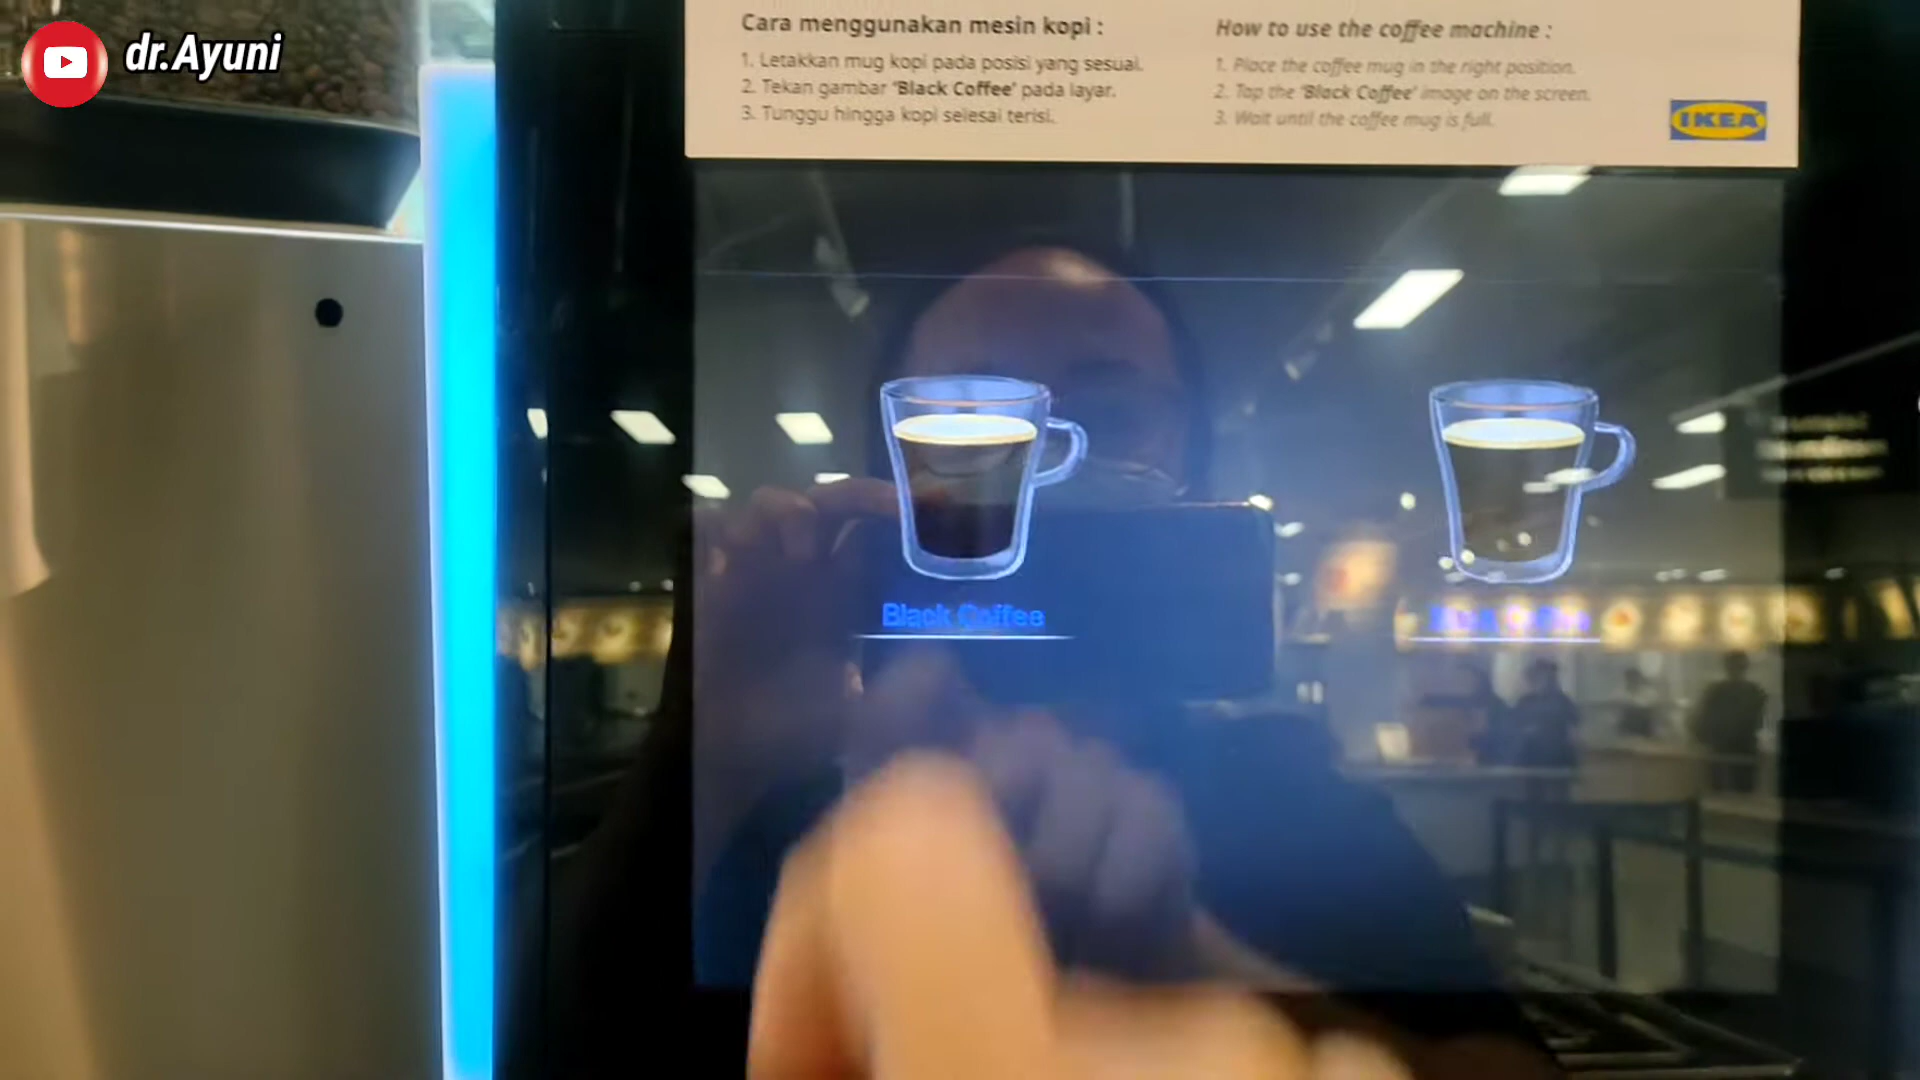 dr.Ayuni
Cara menggunakan mesin kopi :
1. Letakkan mug kopi pada posisi yang sesuai.
2. Tekan gambar 'Black Coffee' pada layar.
3. Tunggu hingga kopi selesai terisi.
How to use the coffee machine :
1. Place the coffee mug in the right position.
2. Tap the 'Black Coffee' image on the screen.
3. Wait until the coffee mug is full.
IKEA
Black Coffee